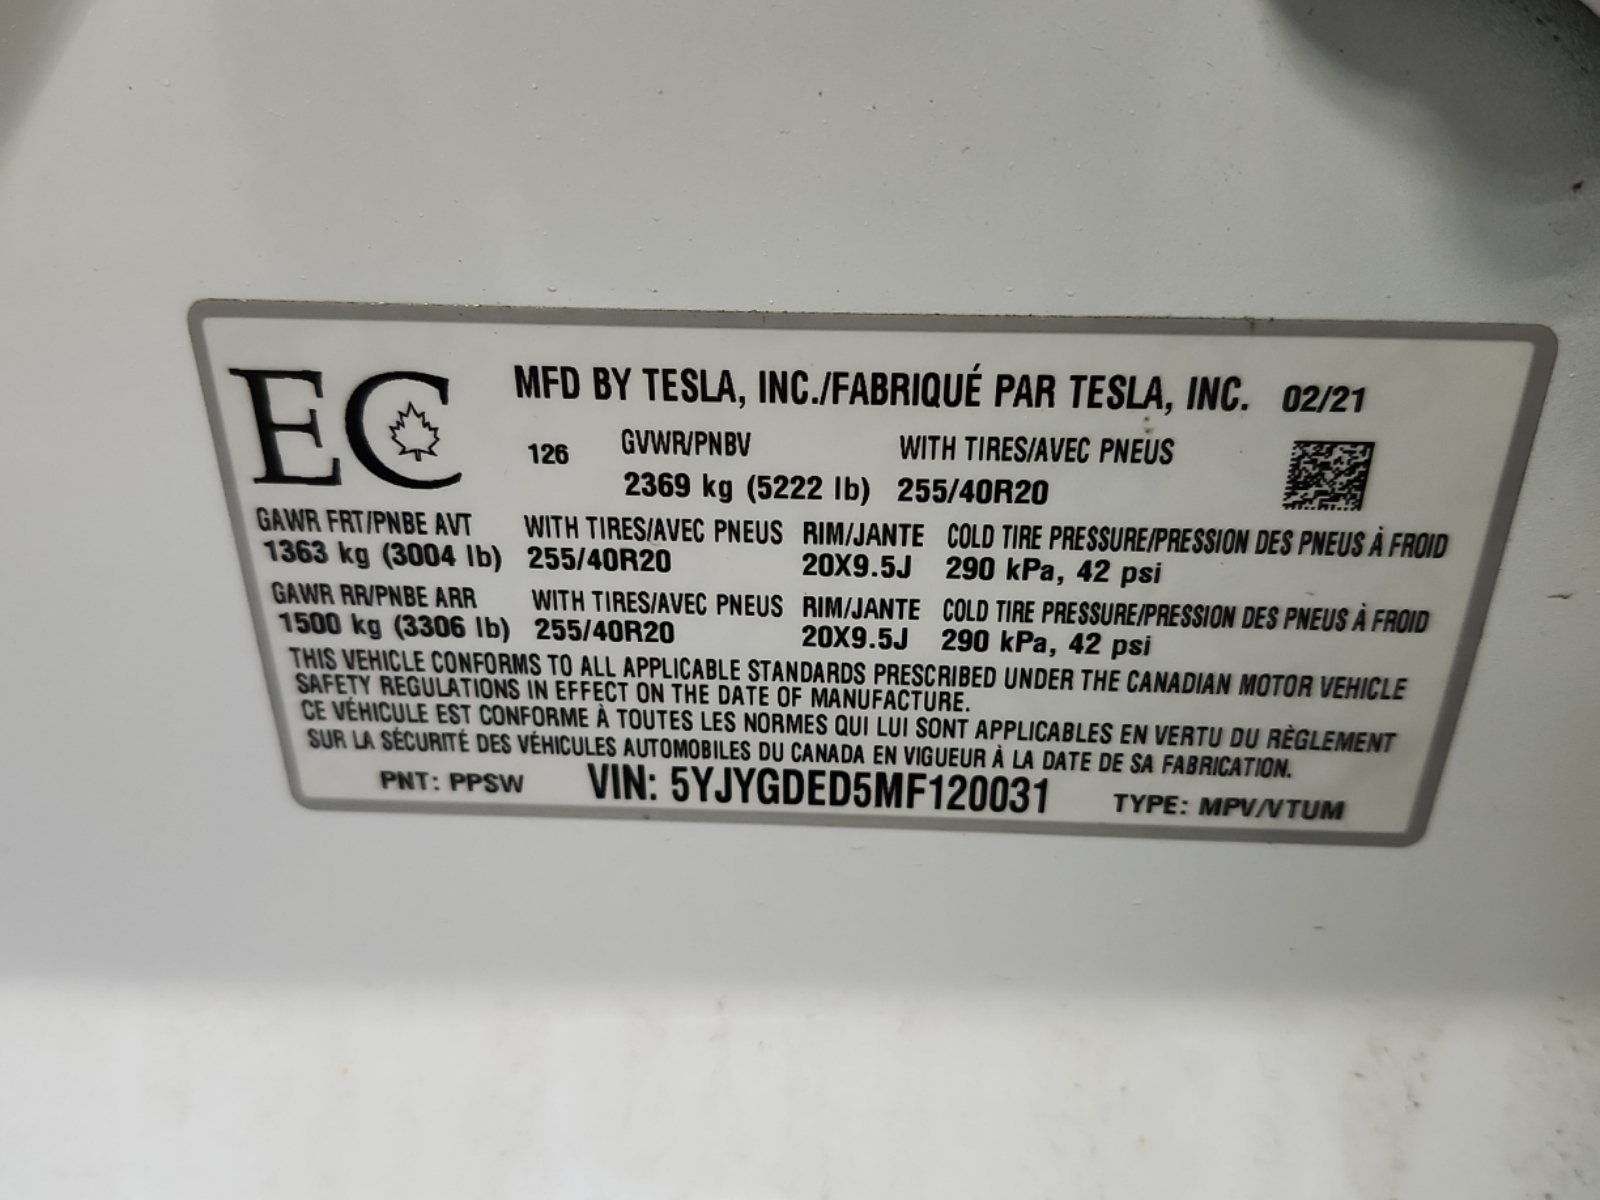 EC MFD BY TESLA, INC./FABRIQUÉ PAR TESLA, INC. 02/21
126 GVWR/PNBV WITH TIRES/AVEC PNEUS
2369 kg (5222 lb) 255/40R20
GAWR FRT/PNBE AVT WITH TIRES/AVEC PNEUS RIM/JANTE COLD TIRE PRESSURE/PRESSION DES PNEUS À FROID
1363 kg (3004 lb) 255/40R20 20X9.5J 290 kPa, 42 psi
GAWR RR/PNBE ARR WITH TIRES/AVEC PNEUS RIM/JANTE COLD TIRE PRESSURE/PRESSION DES PNEUS À FROID
1500 kg (3306 lb) 255/40R20 20X9.5J 290 kPa, 42 psi
THIS VEHICLE CONFORMS TO ALL APPLICABLE STANDARDS PRESCRIBED UNDER THE CANADIAN MOTOR VEHICLE
SAFETY REGULATIONS IN EFFECT ON THE DATE OF MANUFACTURE.
CE VÉHICULE EST CONFORME À TOUTES LES NORMES QUI LUI SONT APPLICABLES EN VERTU DU RÈGLEMENT
SUR LA SÉCURITÉ DES VÉHICULES AUTOMOBILES DU CANADA EN VIGUEUR À LA DATE DE SA FABRICATION.
PNT: PPSW VIN: 5YJYGDED5MF120031 TYPE: MPV/VTUM